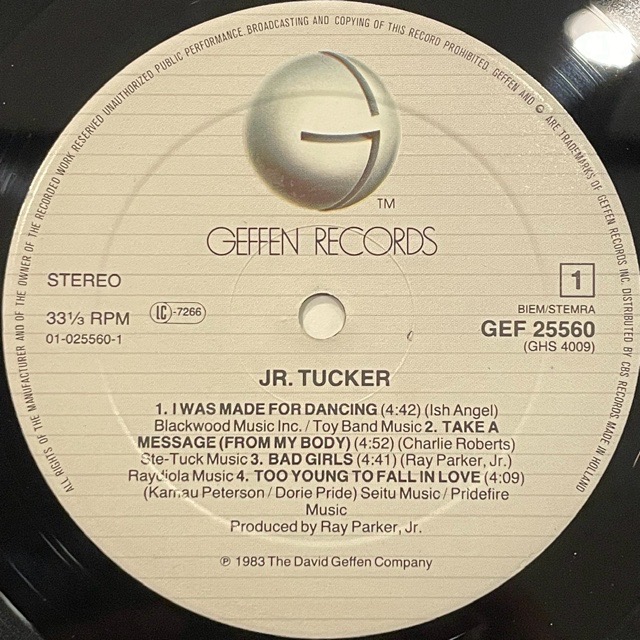 ALL RIGHTS OF THE MANUFACTURER AND OF THE OWNER OF THE RECORDED WORK RESERVED UNAUTHORIZED PUBLIC PERFORMANCE BROADCASTING AND COPYING OF THIS RECORD PROHIBITED. GEFFEN AND G ARE TRADEMARKS OF GEFFEN RECORDS INC. DISTRIBUTED BY CBS RECORDS MADE IN HOLLAND
TM
GEFFEN RECORDS
STEREO
33⅓ RPM
01-025560-1
LC-7266
1
BIEM/STEMRA
GEF 25560
(GHS 4009)
JR. TUCKER
1. I WAS MADE FOR DANCING (4:42) (Ish Angel)
Blackwood Music Inc. / Toy Band Music 2. TAKE A
MESSAGE (FROM MY BODY) (4:52) (Charlie Roberts)
Ste-Tuck Music 3. BAD GIRLS (4:41) (Ray Parker, Jr.)
Raydiola Music 4. TOO YOUNG TO FALL IN LOVE (4:09)
(Kamau Peterson / Dorie Pride) Seitu Music / Pridefire
Music
Produced by Ray Parker, Jr.
℗ 1983 The David Geffen Company